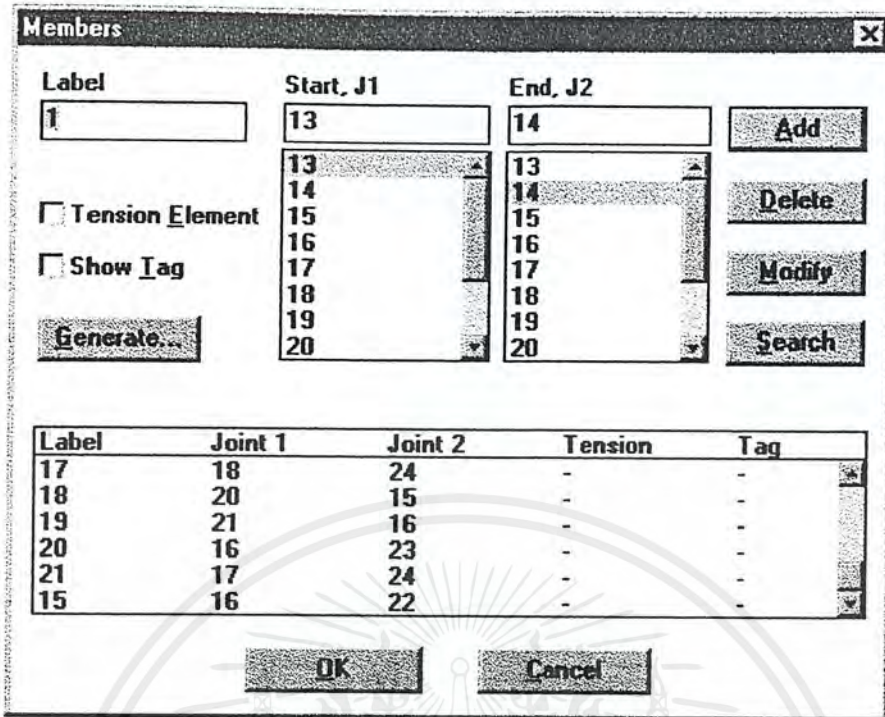 Members
Label Start, J1 End, J2
1 13 14 Add
13 13
14 14 Delete
Tension Element 15 15
16 16
Show Tag 17 17 Modify
18 18
19 19
Generate... 20 20 Search
Label Joint 1 Joint 2 Tension Tag
17 18 24 - -
18 20 15 - -
19 21 16 - -
20 16 23 - -
21 17 24 - -
15 16 22 - -
OK Cancel